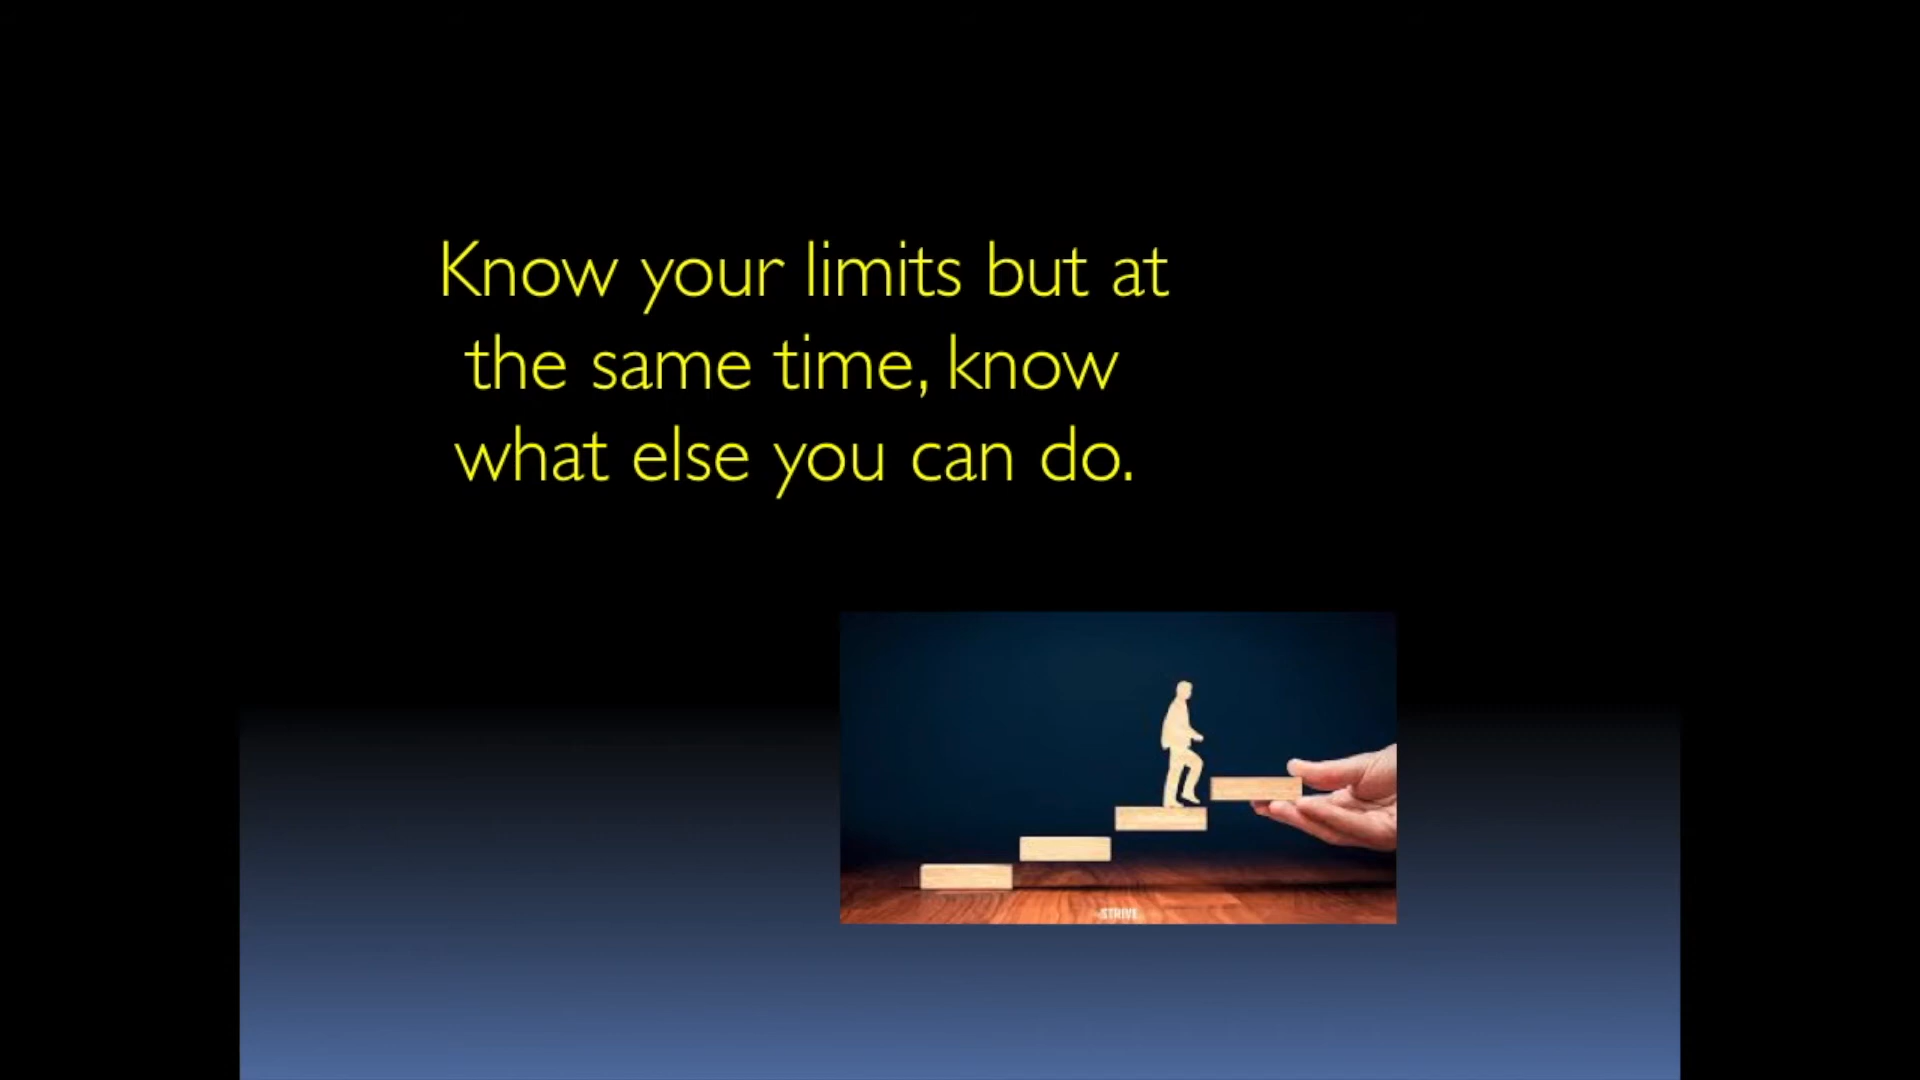 Know your limits but at
the same time, know
what else you can do.
STRIVE